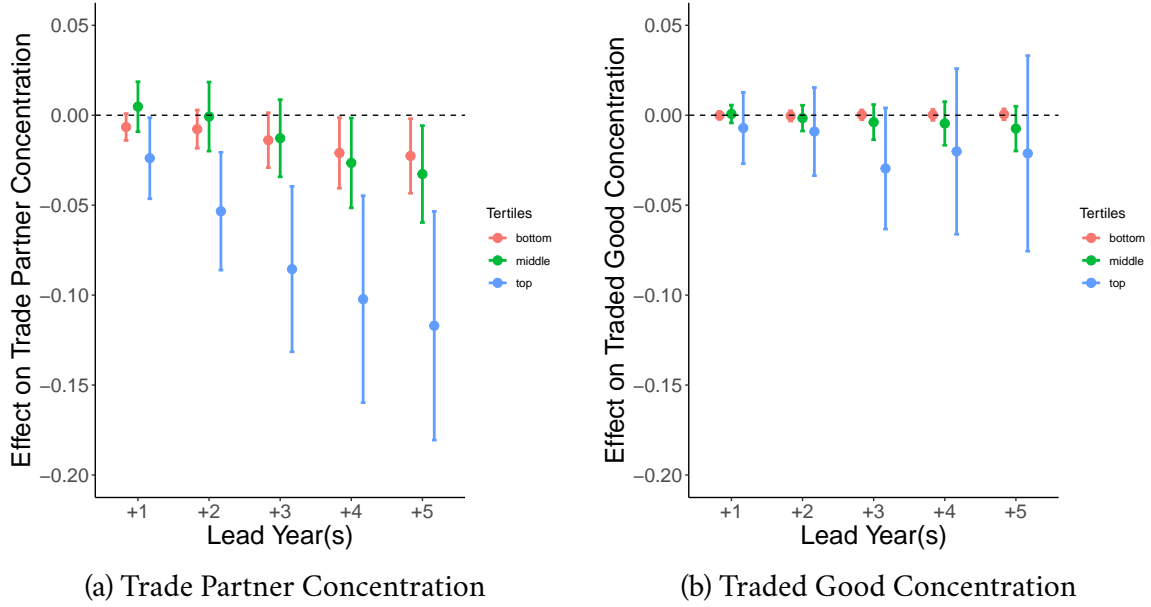 0.05
0.00
−0.05
−0.10
−0.15
−0.20
Effect on Trade Partner Concentration
+1 +2 +3 +4 +5
Lead Year(s)
Tertiles
bottom
middle
top
(a) Trade Partner Concentration
0.05
0.00
−0.05
−0.10
−0.15
−0.20
Effect on Traded Good Concentration
+1 +2 +3 +4 +5
Lead Year(s)
Tertiles
bottom
middle
top
(b) Traded Good Concentration